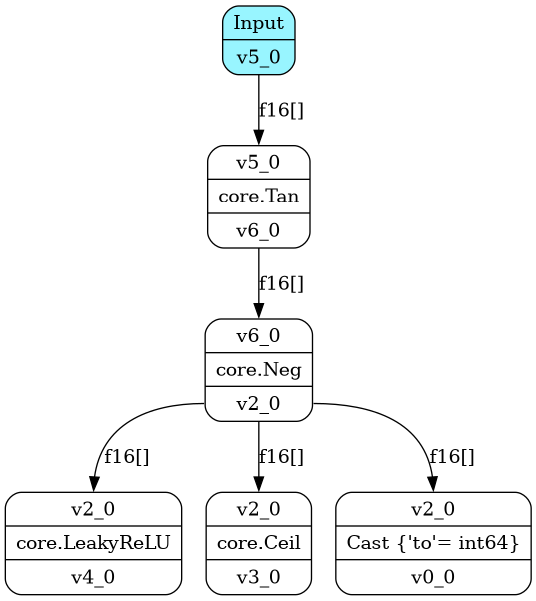 Input
v5_0
f16[]
v5_0
core.Tan
v6_0
f16[]
v6_0
core.Neg
v2_0
f16[] f16[] f16[]
v2_0 v2_0 v2_0
core.LeakyReLU core.Ceil Cast {'to'= int64}
v4_0 v3_0 v0_0